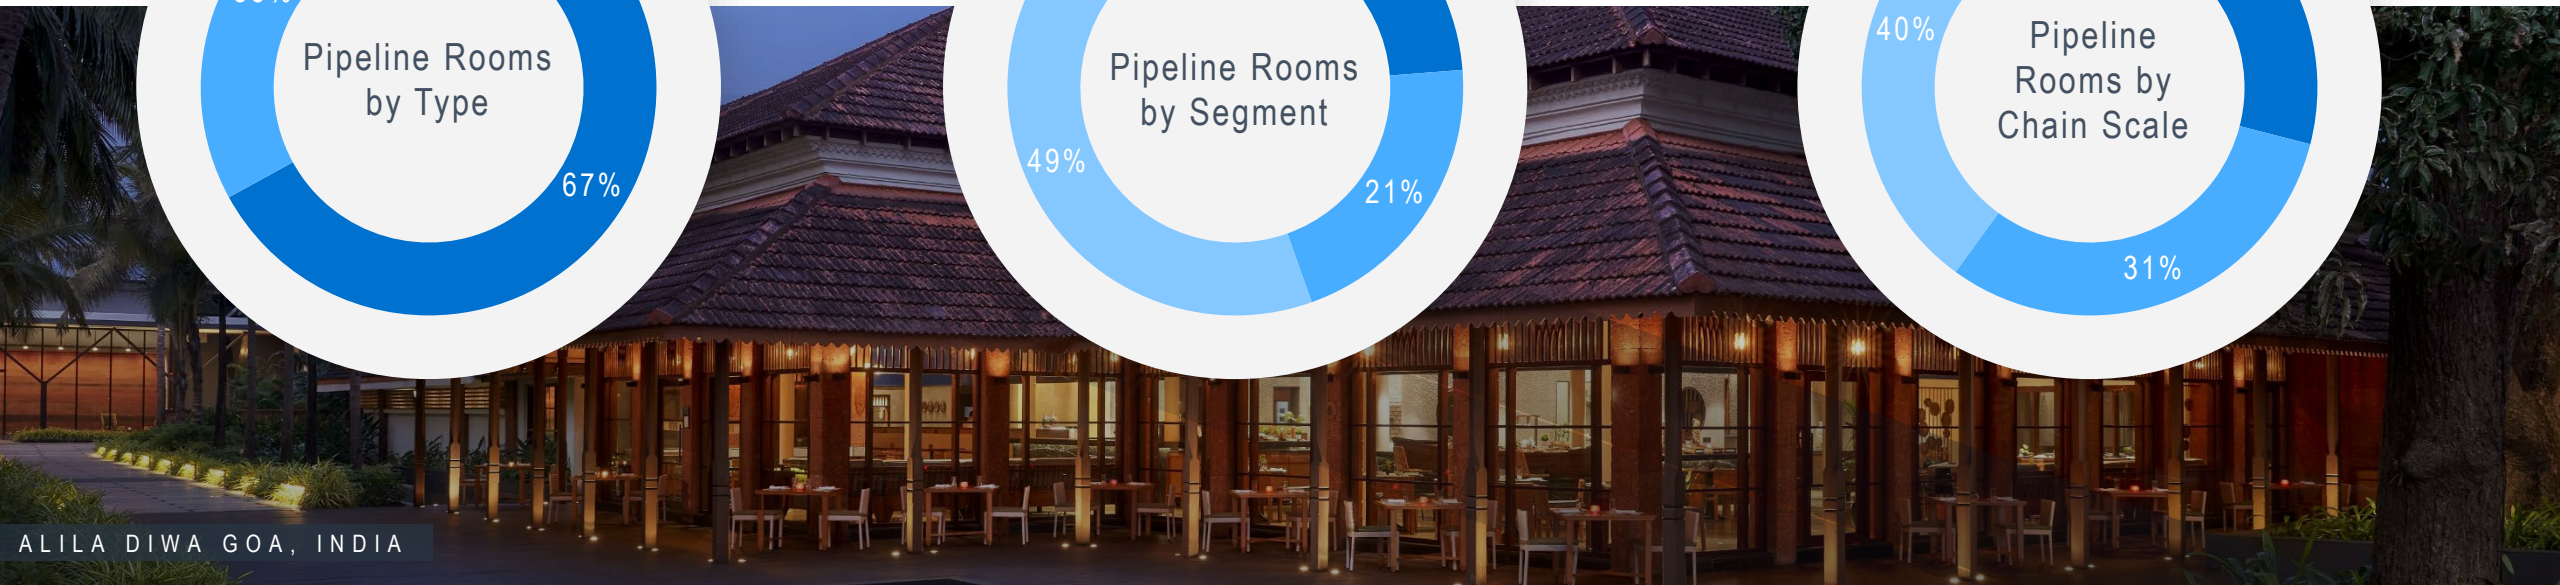 Pipeline Rooms
by Type
67%
Pipeline Rooms
by Segment
49%
21%
40%
Pipeline
Rooms by
Chain Scale
31%
ALILA DIWA GOA, INDIA